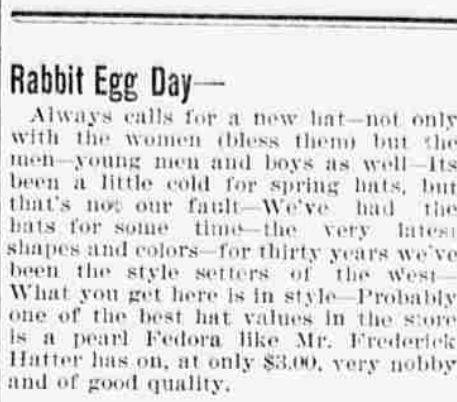 Rabbit Egg Day—
Always calls for a new hat—not only
with the women (bless them) but the
men—young men and boys as well—Its
been a little cold for spring hats, but
that's not our fault—We've had the
hats for some time—the very latest
shapes and colors—for thirty years we've
been the style setters of the west—
What you get here is in style—Probably
one of the best hat values in the store
is a pearl Fedora like Mr. Frederick
Hatter has on, at only $3.00, very nobby
and of good quality.